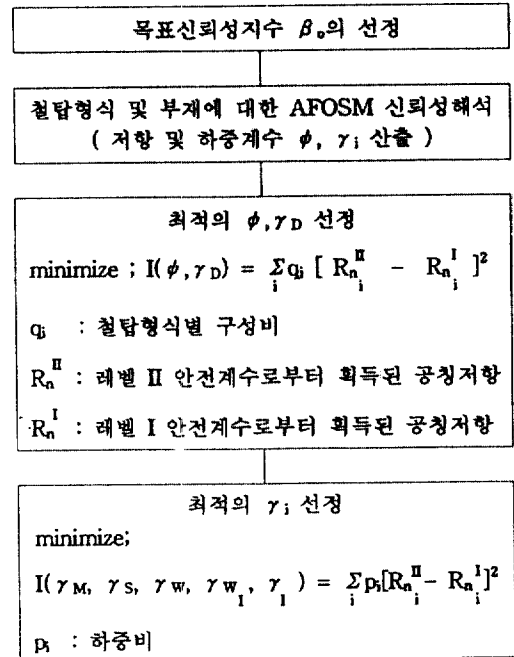 목표신뢰성지수 β₀의 선정
철탑형식 및 부재에 대한 AFOSM 신뢰성해석
( 저항 및 하중계수 φ, γᵢ 산출 )
최적의 φ,γD 선정
minimize ; I(φ,γD) = Σᵢ qᵢ [ Rₙᵢᴵᴵ - Rₙᵢᴵ ]²
qᵢ : 철탑형식별 구성비
Rₙᴵᴵ : 레벨 II 안전계수로부터 획득된 공칭저항
Rₙᴵ : 레벨 I 안전계수로부터 획득된 공칭저항
최적의 γᵢ 선정
minimize;
I(γM, γS, γW, γWI, γI ) = Σᵢ pᵢ[Rₙᵢᴵᴵ- Rₙᵢᴵ]²
pᵢ : 하중비